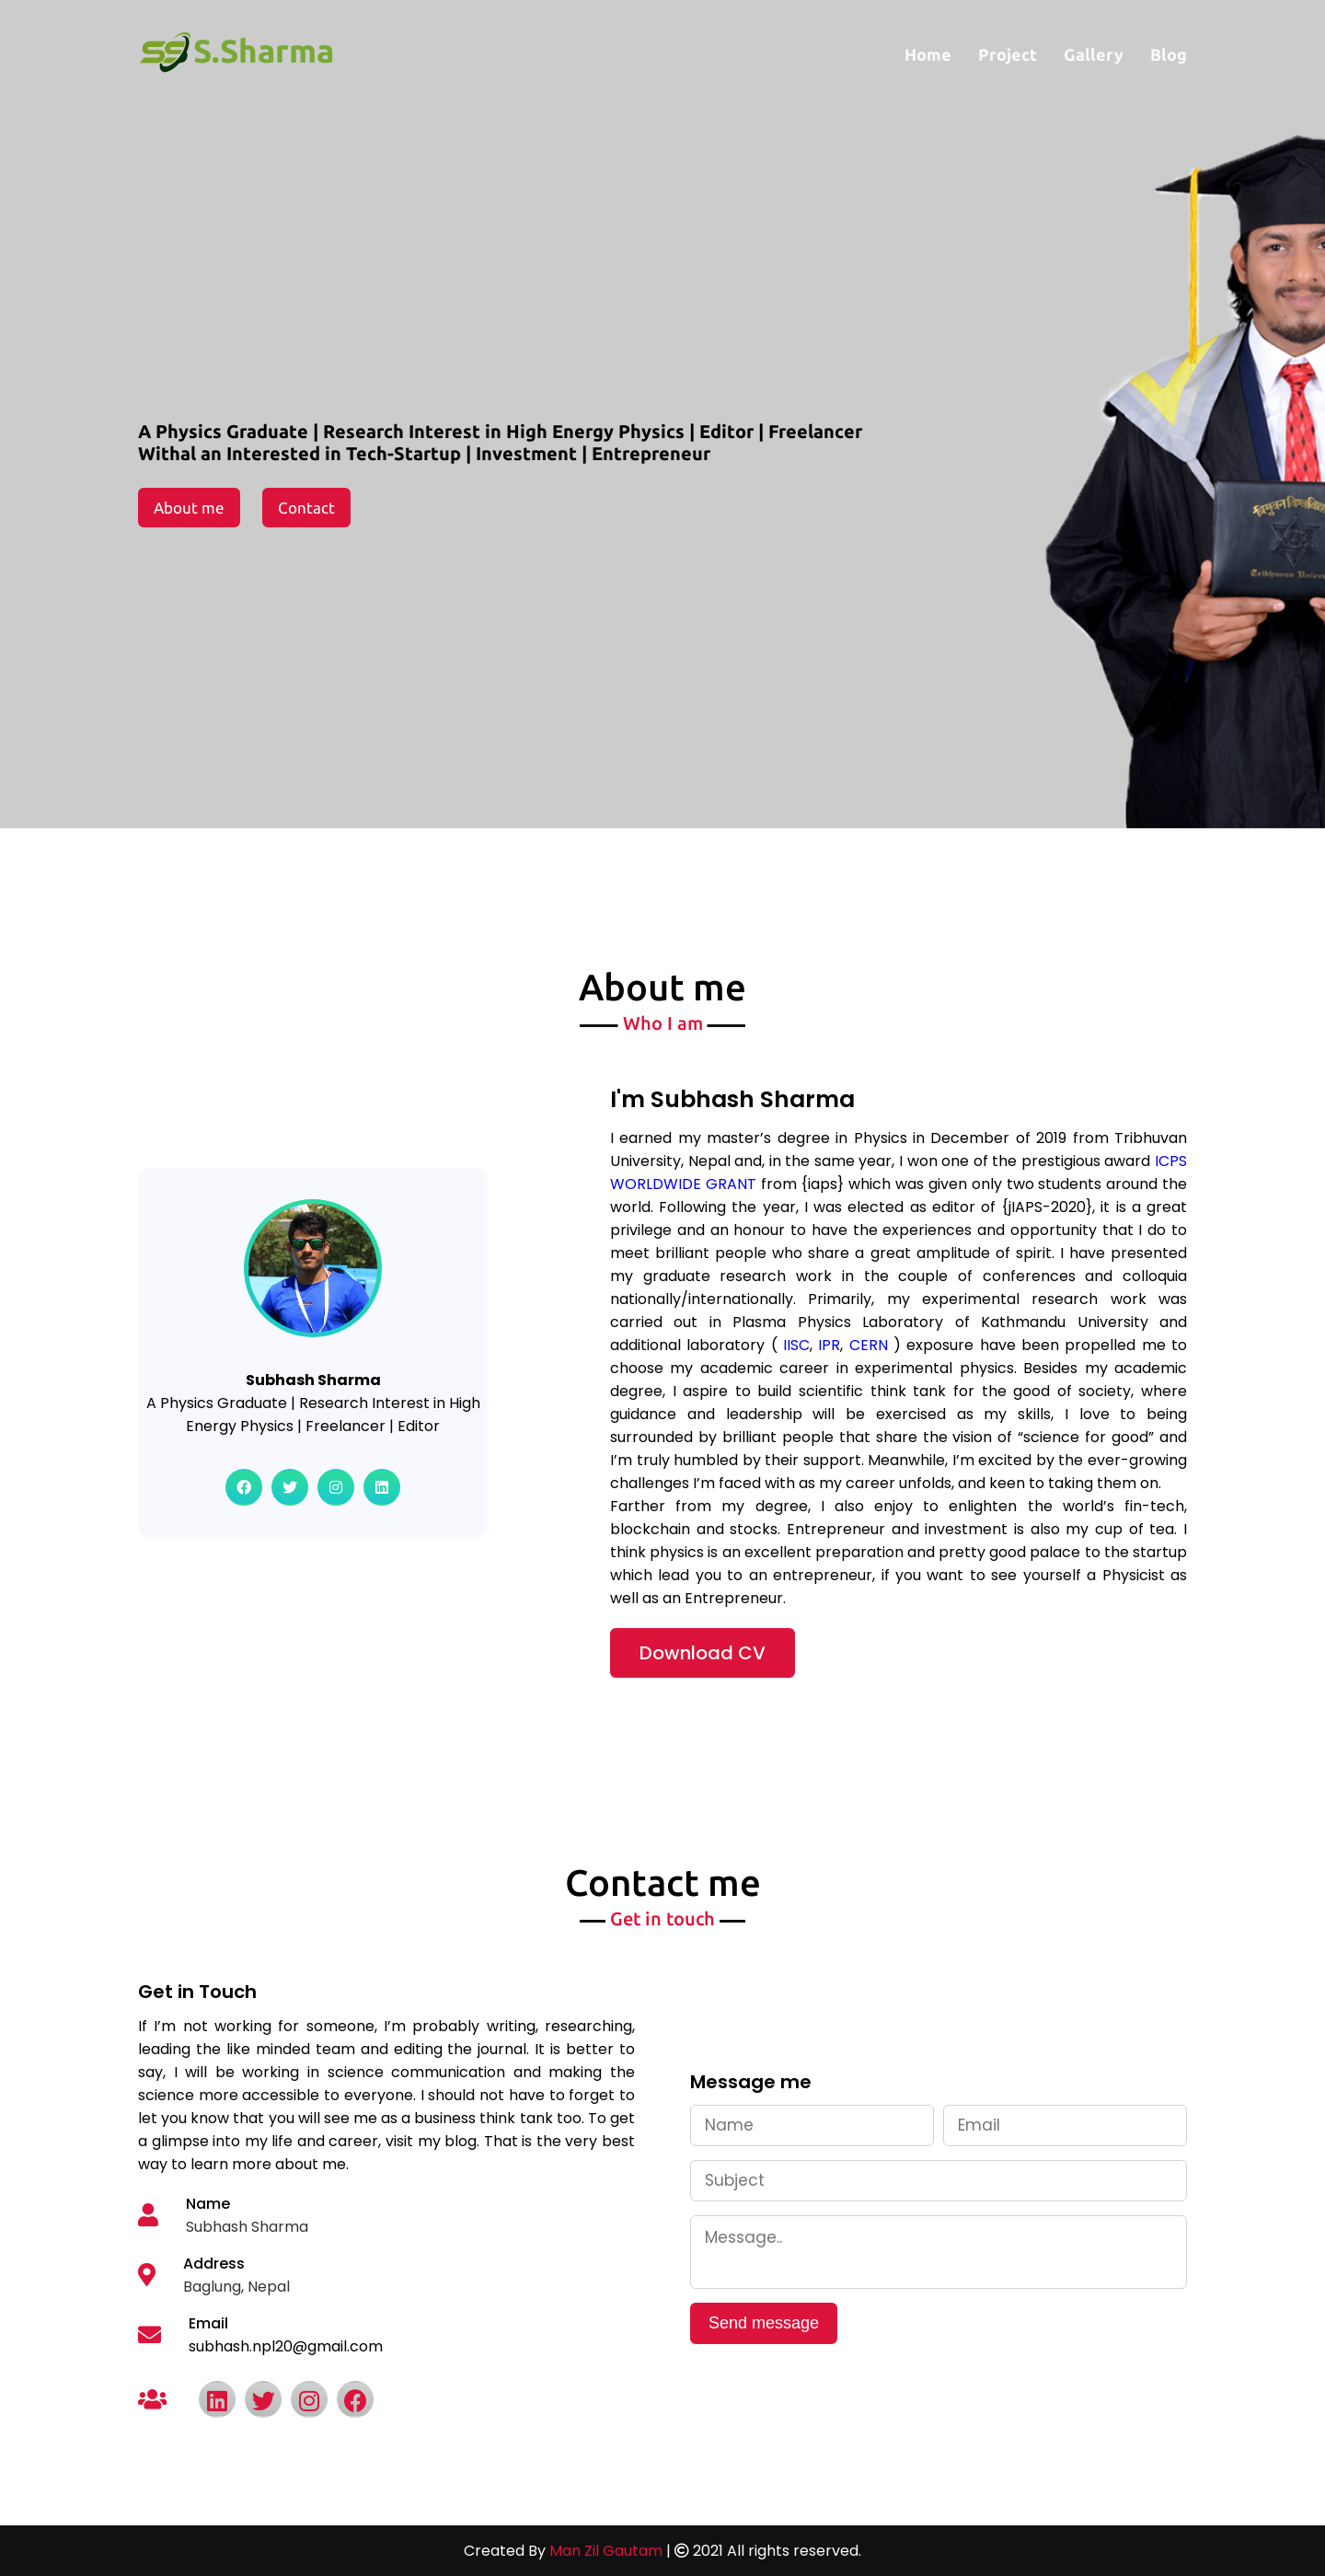 S.Sharma
Home Project Gallery Blog
A Physics Graduate | Research Interest in High Energy Physics | Editor | Freelancer
Withal an Interested in Tech-Startup | Investment | Entrepreneur
About me Contact
त्रिभुवन
Tribhuvan
About me
Who I am
Subhash Sharma
A Physics Graduate | Research Interest in High
Energy Physics | Freelancer | Editor
I'm Subhash Sharma
I earned my master’s degree in Physics in December of 2019 from Tribhuvan
University, Nepal and, in the same year, I won one of the prestigious award ICPS
WORLDWIDE GRANT from {iaps} which was given only two students around the
world. Following the year, I was elected as editor of {jIAPS-2020}, it is a great
privilege and an honour to have the experiences and opportunity that I do to
meet brilliant people who share a great amplitude of spirit. I have presented
my graduate research work in the couple of conferences and colloquia
nationally/internationally. Primarily, my experimental research work was
carried out in Plasma Physics Laboratory of Kathmandu University and
additional laboratory ( IISC, IPR, CERN ) exposure have been propelled me to
choose my academic career in experimental physics. Besides my academic
degree, I aspire to build scientific think tank for the good of society, where
guidance and leadership will be exercised as my skills, I love to being
surrounded by brilliant people that share the vision of “science for good” and
I’m truly humbled by their support. Meanwhile, I’m excited by the ever-growing
challenges I’m faced with as my career unfolds, and keen to taking them on.
Farther from my degree, I also enjoy to enlighten the world’s fin-tech,
blockchain and stocks. Entrepreneur and investment is also my cup of tea. I
think physics is an excellent preparation and pretty good palace to the startup
which lead you to an entrepreneur, if you want to see yourself a Physicist as
well as an Entrepreneur.
Download CV
Contact me
Get in touch
Get in Touch
If I’m not working for someone, I’m probably writing, researching,
leading the like minded team and editing the journal. It is better to
say, I will be working in science communication and making the
science more accessible to everyone. I should not have to forget to
let you know that you will see me as a business think tank too. To get
a glimpse into my life and career, visit my blog. That is the very best
way to learn more about me.
Name
Subhash Sharma
Address
Baglung, Nepal
Email
subhash.npl20@gmail.com
Message me
Name Email
Subject
Message..
Send message
Created By Man Zil Gautam | © 2021 All rights reserved.